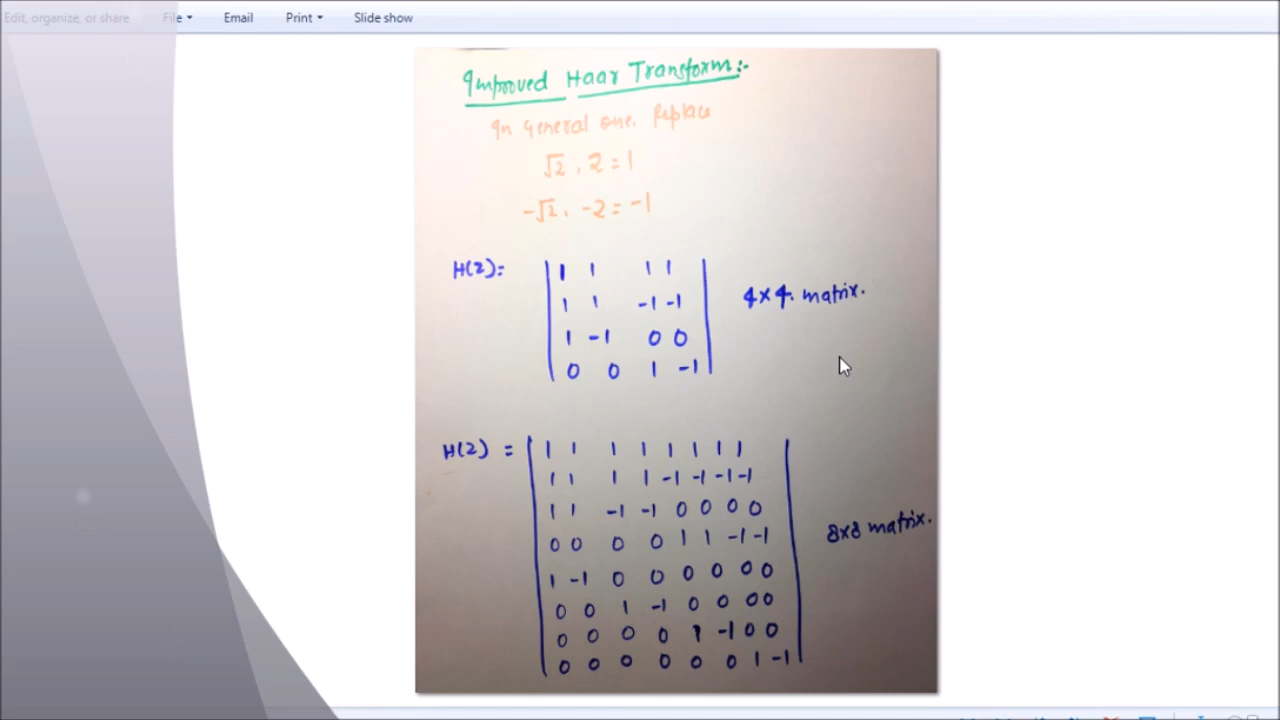 Edit, organize, or share
File Email Print Slide show
Improved Haar Transform:-
In General one. Replace
√2, 2 = 1
-√2, -2 = -1
H(2)=
1 1 1 1
1 1 -1 -1
1 -1 0 0
0 0 1 -1
4×4. matrix.
H(2) =
1 1 1 1 1 1 1 1
1 1 1 1 -1 -1 -1 -1
1 1 -1 -1 0 0 0 0
0 0 0 0 1 1 -1 -1
1 -1 0 0 0 0 0 0
0 0 1 -1 0 0 0 0
0 0 0 0 1 -1 0 0
0 0 0 0 0 0 1 -1
8×8 matrix.